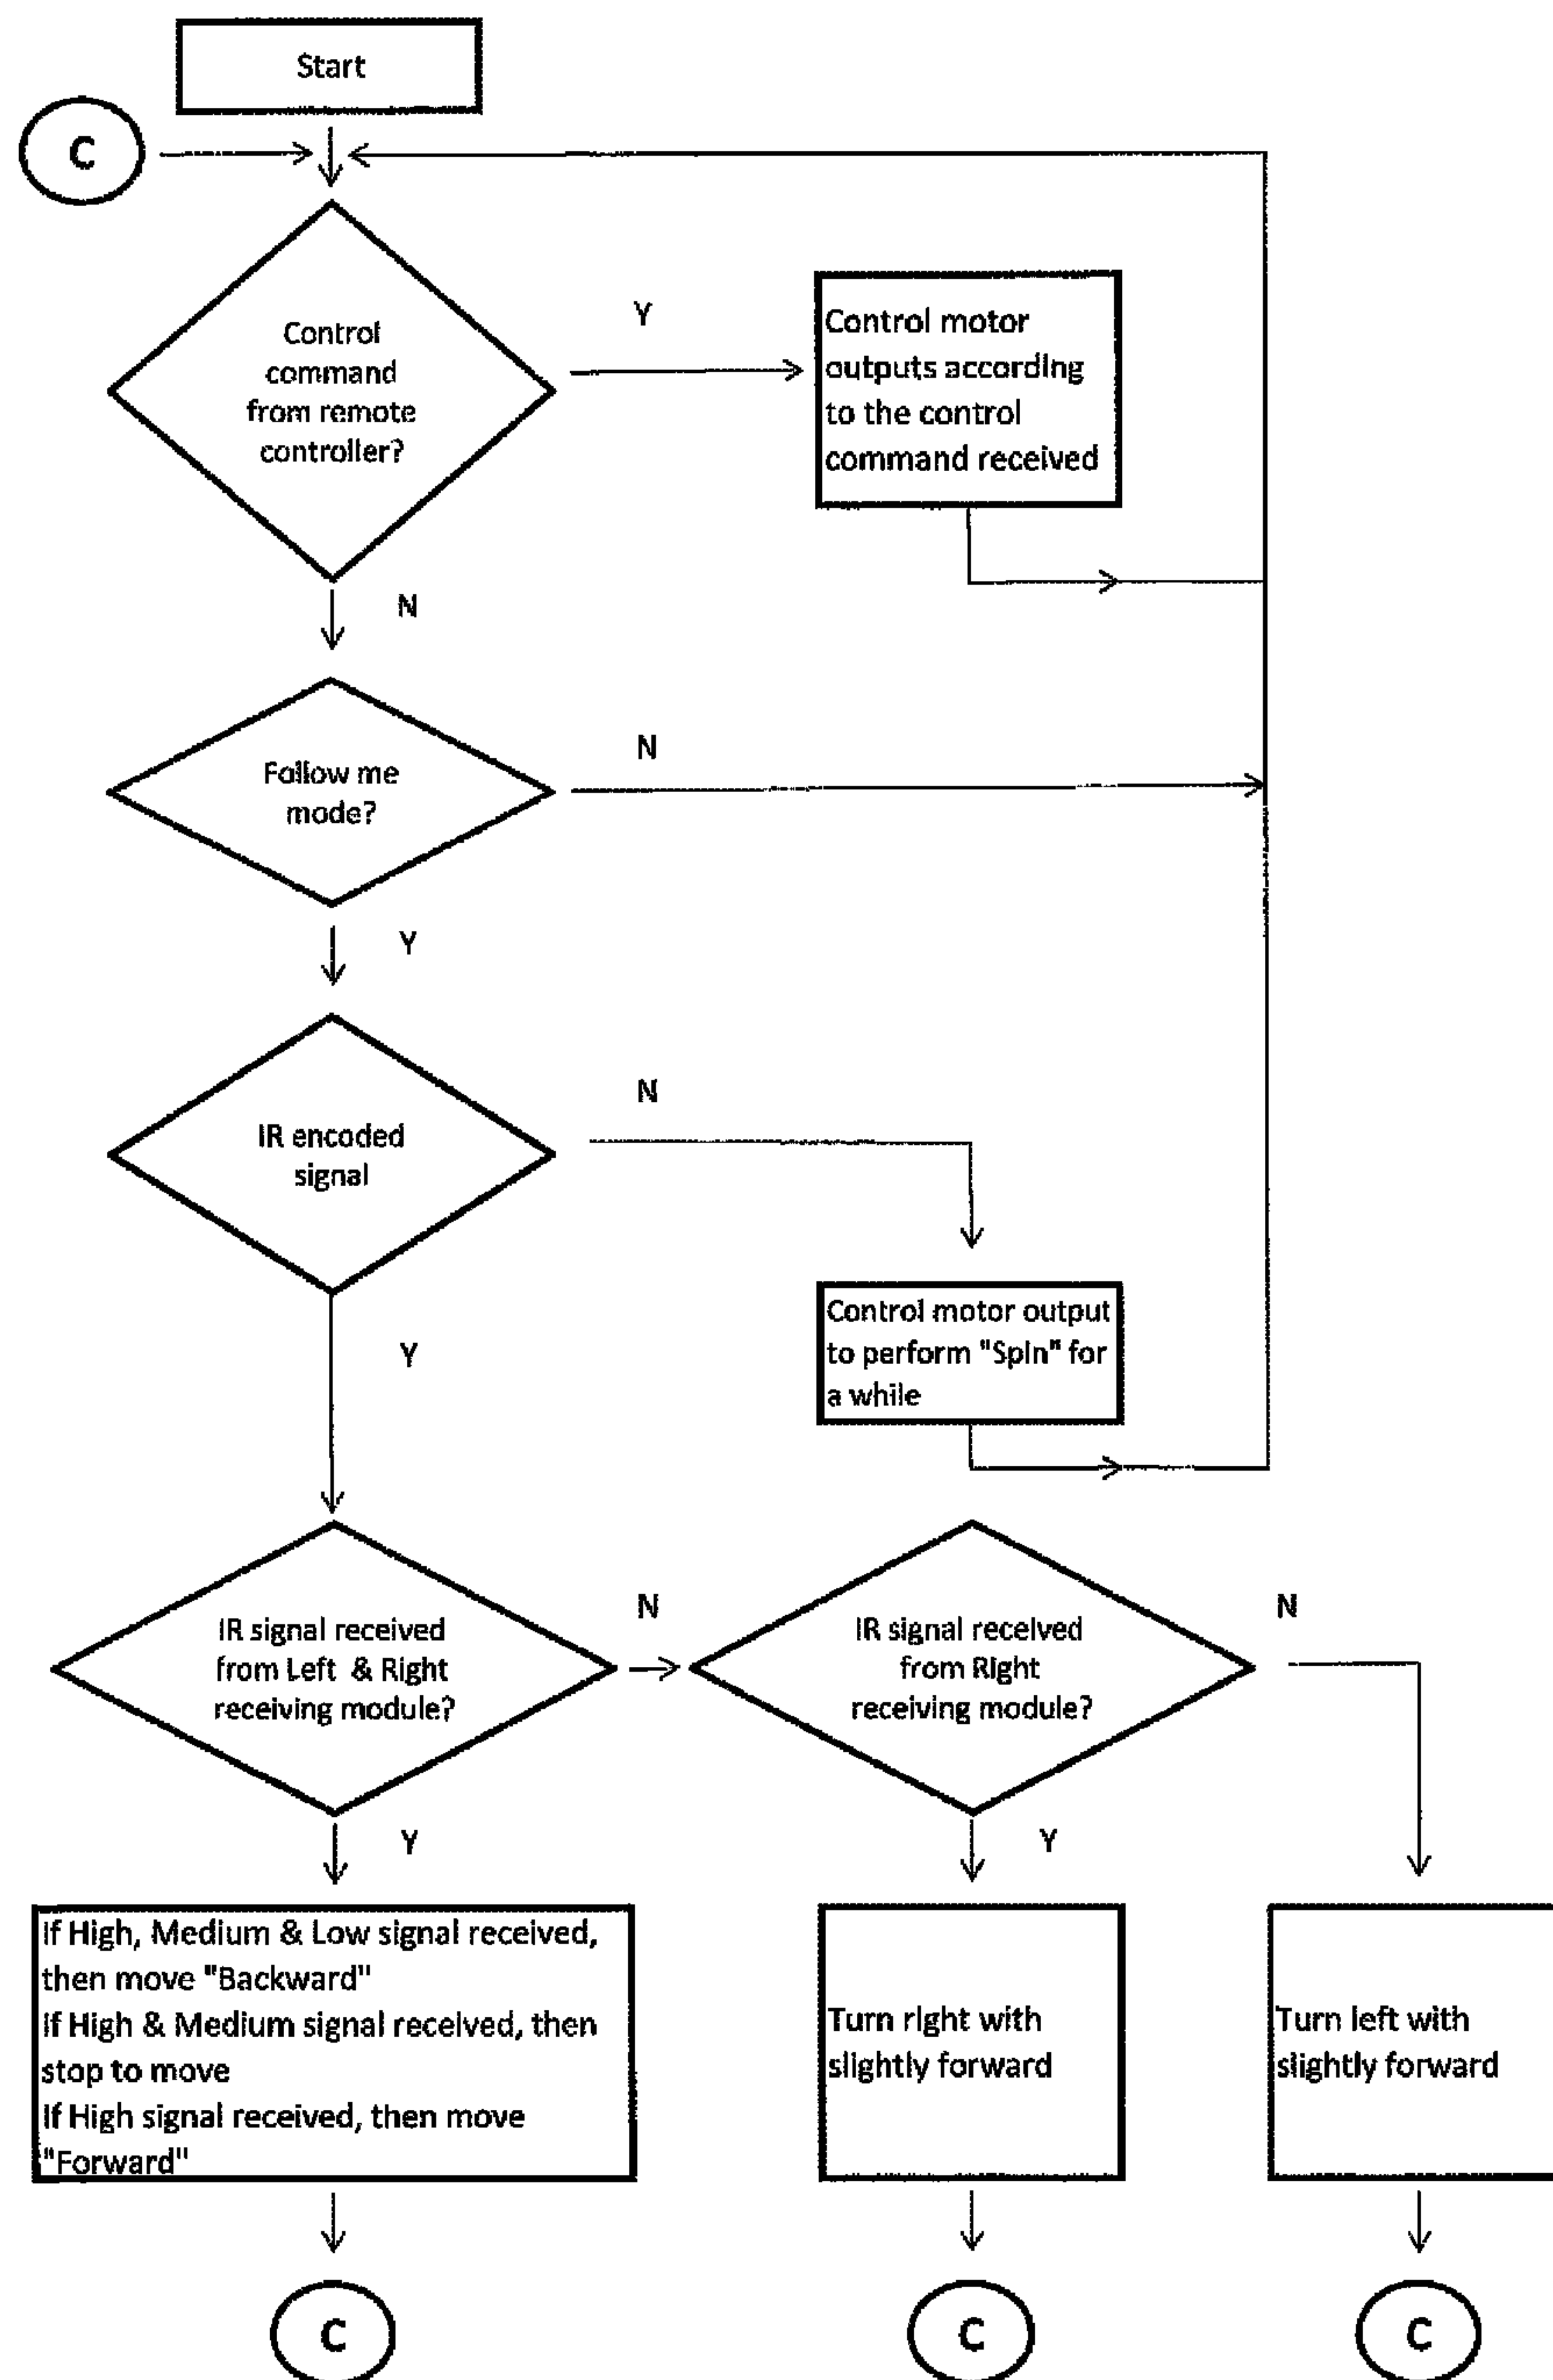 Start
C
Control
command
from remote
controller?
Y
Control motor
outputs according
to the control
command received
N
Follow me
mode?
N
Y
IR encoded
signal
N
Y
Control motor output
to perform "Spin" for
a while
IR signal received
from Left & Right
receiving module?
N
IR signal received
from Right
receiving module?
N
Y
Y
If High, Medium & Low signal received,
then move "Backward"
If High & Medium signal received, then
stop to move
If High signal received, then move
"Forward"
Turn right with
slightly forward
Turn left with
slightly forward
C
C
C